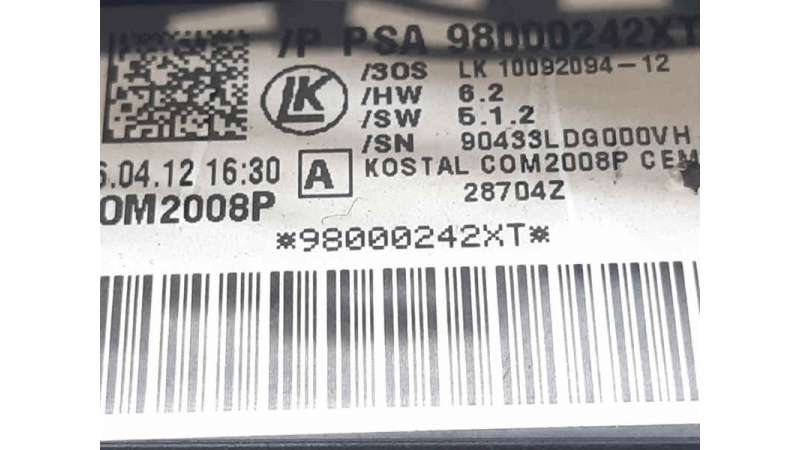 /P PSA 98000242XT
/3OS LK 10092094-12
LK
/HW 6.2
/SW 5.1.2
/SN 90433LDG000VH
6.04.12 16:30 A KOSTAL COM2008P CEM
OM2008P 28704Z
*98000242XT*